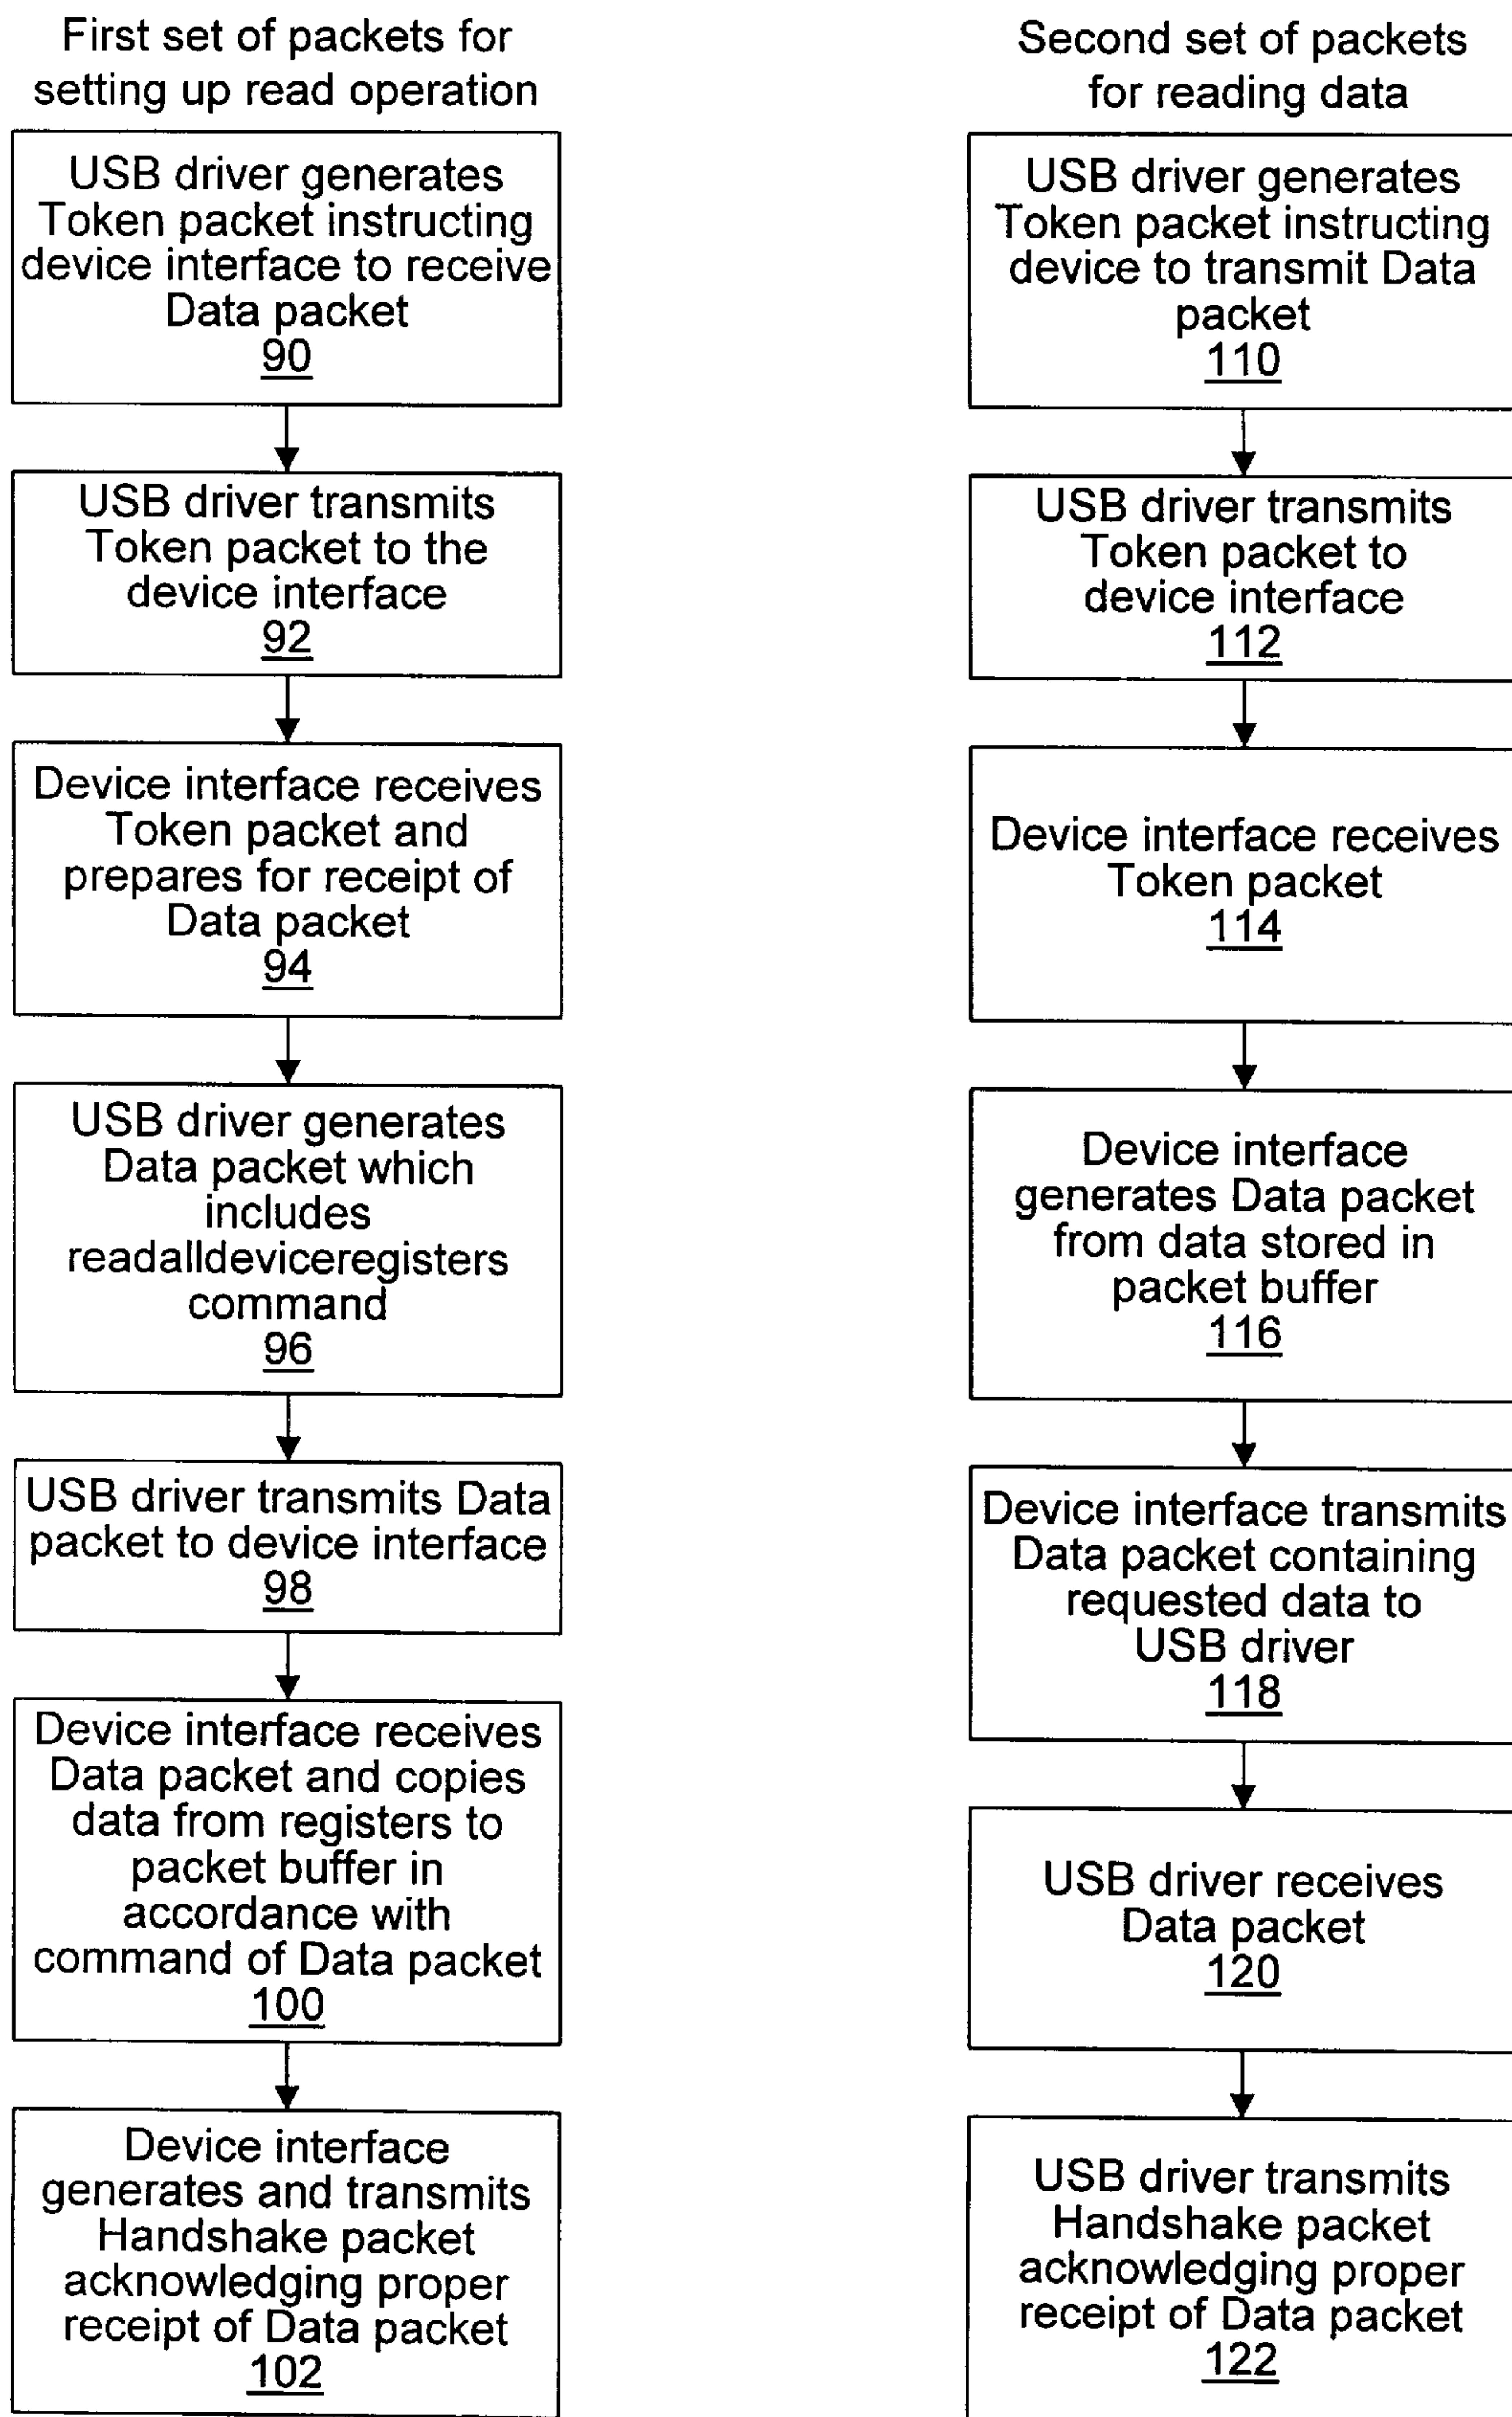 First set of packets for
setting up read operation
USB driver generates
Token packet instructing
device interface to receive
Data packet
90
USB driver transmits
Token packet to the
device interface
92
Device interface receives
Token packet and
prepares for receipt of
Data packet
94
USB driver generates
Data packet which
includes
readalldeviceregisters
command
96
USB driver transmits Data
packet to device interface
98
Device interface receives
Data packet and copies
data from registers to
packet buffer in
accordance with
command of Data packet
100
Device interface
generates and transmits
Handshake packet
acknowledging proper
receipt of Data packet
102
Second set of packets
for reading data
USB driver generates
Token packet instructing
device to transmit Data
packet
110
USB driver transmits
Token packet to
device interface
112
Device interface receives
Token packet
114
Device interface
generates Data packet
from data stored in
packet buffer
116
Device interface transmits
Data packet containing
requested data to
USB driver
118
USB driver receives
Data packet
120
USB driver transmits
Handshake packet
acknowledging proper
receipt of Data packet
122